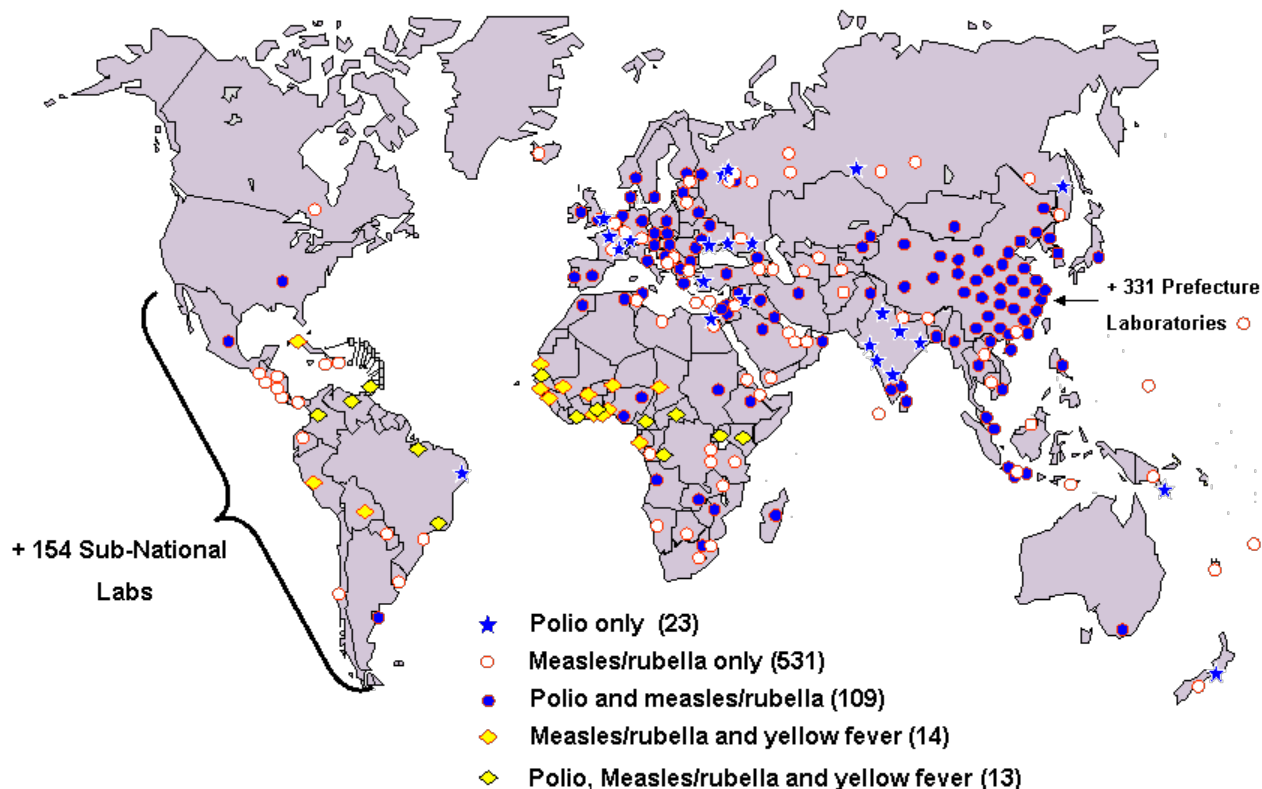 + 331 Prefecture
Laboratories
+ 154 Sub-National
Labs
Polio only (23)
Measles/rubella only (531)
Polio and measles/rubella (109)
Measles/rubella and yellow fever (14)
Polio, Measles/rubella and yellow fever (13)